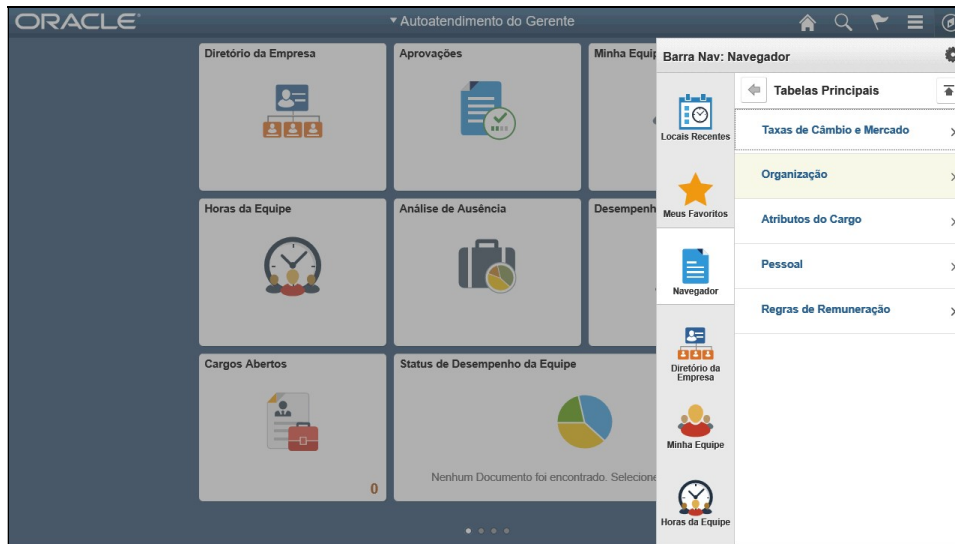 ORACLE
Autoatendimento do Gerente
Diretório da Empresa
Aprovações
Minha Equip
Horas da Equipe
Análise de Ausência
Desempenh
Cargos Abertos
0
Status de Desempenho da Equipe
Nenhum Documento foi encontrado. Selecione
Barra Nav: Navegador
Locais Recentes
Meus Favoritos
Navegador
Diretório da
Empresa
Minha Equipe
Horas da Equipe
Tabelas Principais
Taxas de Câmbio e Mercado
Organização
Atributos do Cargo
Pessoal
Regras de Remuneração